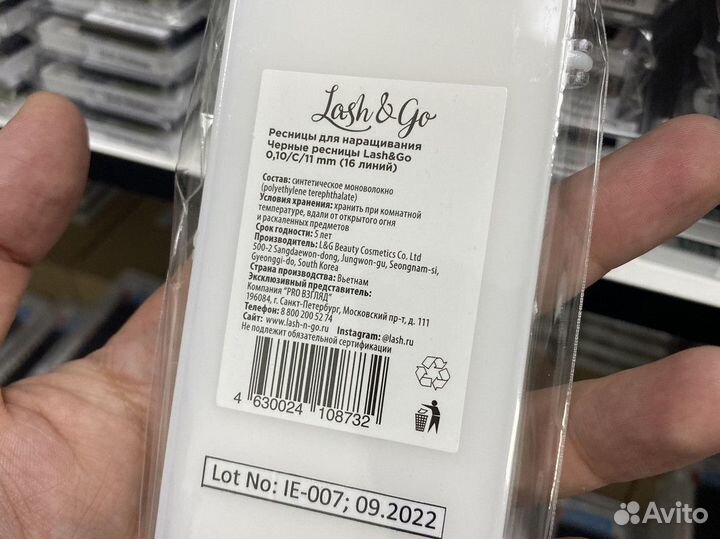 Lash & Go
Ресницы для наращивания
Черные ресницы Lash&Go
0,10/C/11 mm (16 линий)
Состав: синтетическое моноволокно
(polyethylene terephthalate)
Условия хранения: хранить при комнатной
температуре, вдали от открытого огня
и раскаленных предметов
Срок годности: 5 лет
Производитель: L&G Beauty Cosmetics Co. Ltd
500-2 Sangdaewon-dong, Jungwon-gu, Seongnam-si,
Gyeonggi-do, South Korea
Страна производства: Вьетнам
Эксклюзивный представитель:
Компания "PRO ВЗГЛЯД"
196084, г. Санкт-Петербург, Московский пр-т, д. 111
Телефон: 8 800 200 52 74
Сайт: www.lash-n-go.ru Instagram: @lash.ru
Не подлежит обязательной сертификации
4 630024 108732
Lot No: IE-007; 09.2022
Avito